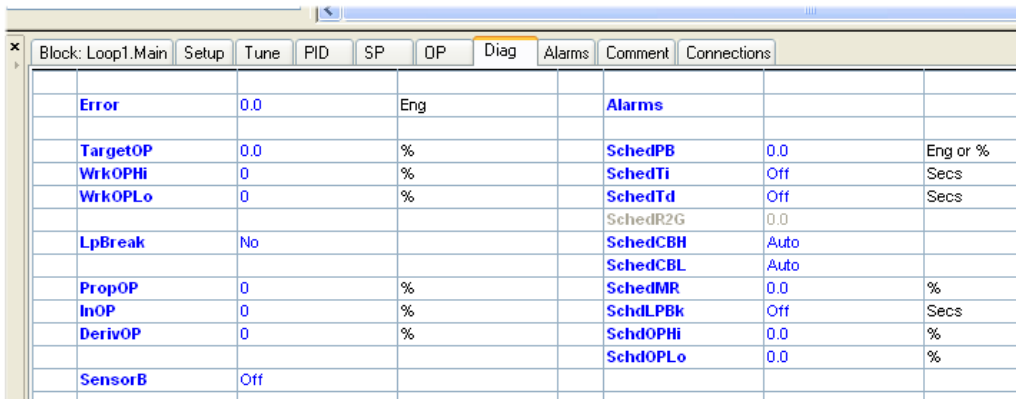 Block: Loop1.Main Setup Tune PID SP OP Diag Alarms Comment Connections
Error 0.0 Eng Alarms
TargetOP 0.0 % SchedPB 0.0 Eng or %
WrkOPHi 0 % SchedTi Off Secs
WrkOPLo 0 % SchedTd Off Secs
SchedR2G 0.0
LpBreak No SchedCBH Auto
SchedCBL Auto
PropOP 0 % SchedMR 0.0 %
InOP 0 % SchdLPBk Off Secs
DerivOP 0 % SchdOPHi 0.0 %
SchdOPLo 0.0 %
SensorB Off